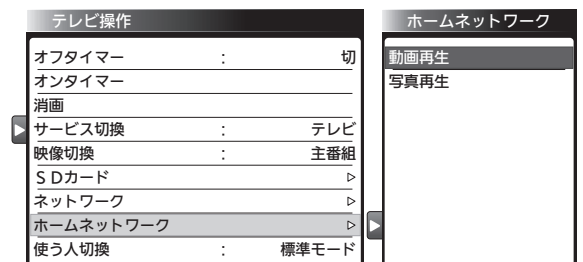 テレビ操作
オフタイマー : 切
オンタイマー
消画
サービス切換 : テレビ
映像切換 : 主番組
SDカード ▷
ネットワーク ▷
ホームネットワーク ▷
使う人切換 : 標準モード
ホームネットワーク
動画再生
写真再生